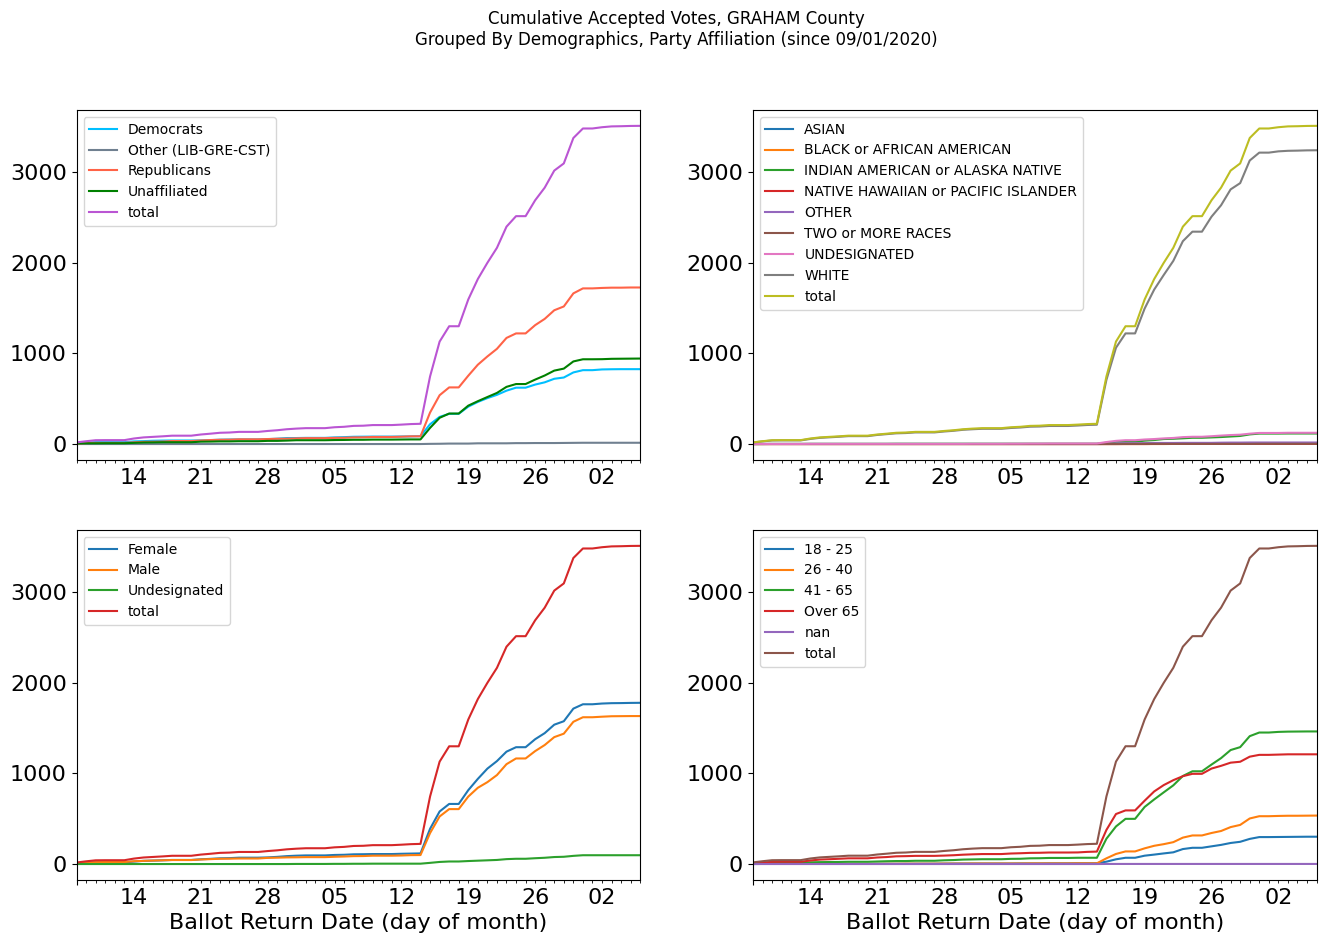 Cumulative Accepted Votes, GRAHAM County
Grouped By Demographics, Party Affiliation (since 09/01/2020)
Democrats
Other (LIB-GRE-CST)
Republicans
Unaffiliated
total
3000
2000
1000
0
14 21 28 05 12 19 26 02
ASIAN
BLACK or AFRICAN AMERICAN
INDIAN AMERICAN or ALASKA NATIVE
NATIVE HAWAIIAN or PACIFIC ISLANDER
OTHER
TWO or MORE RACES
UNDESIGNATED
WHITE
total
3000
2000
1000
0
14 21 28 05 12 19 26 02
Female
Male
Undesignated
total
3000
2000
1000
0
14 21 28 05 12 19 26 02
Ballot Return Date (day of month)
18 - 25
26 - 40
41 - 65
Over 65
nan
total
3000
2000
1000
0
14 21 28 05 12 19 26 02
Ballot Return Date (day of month)